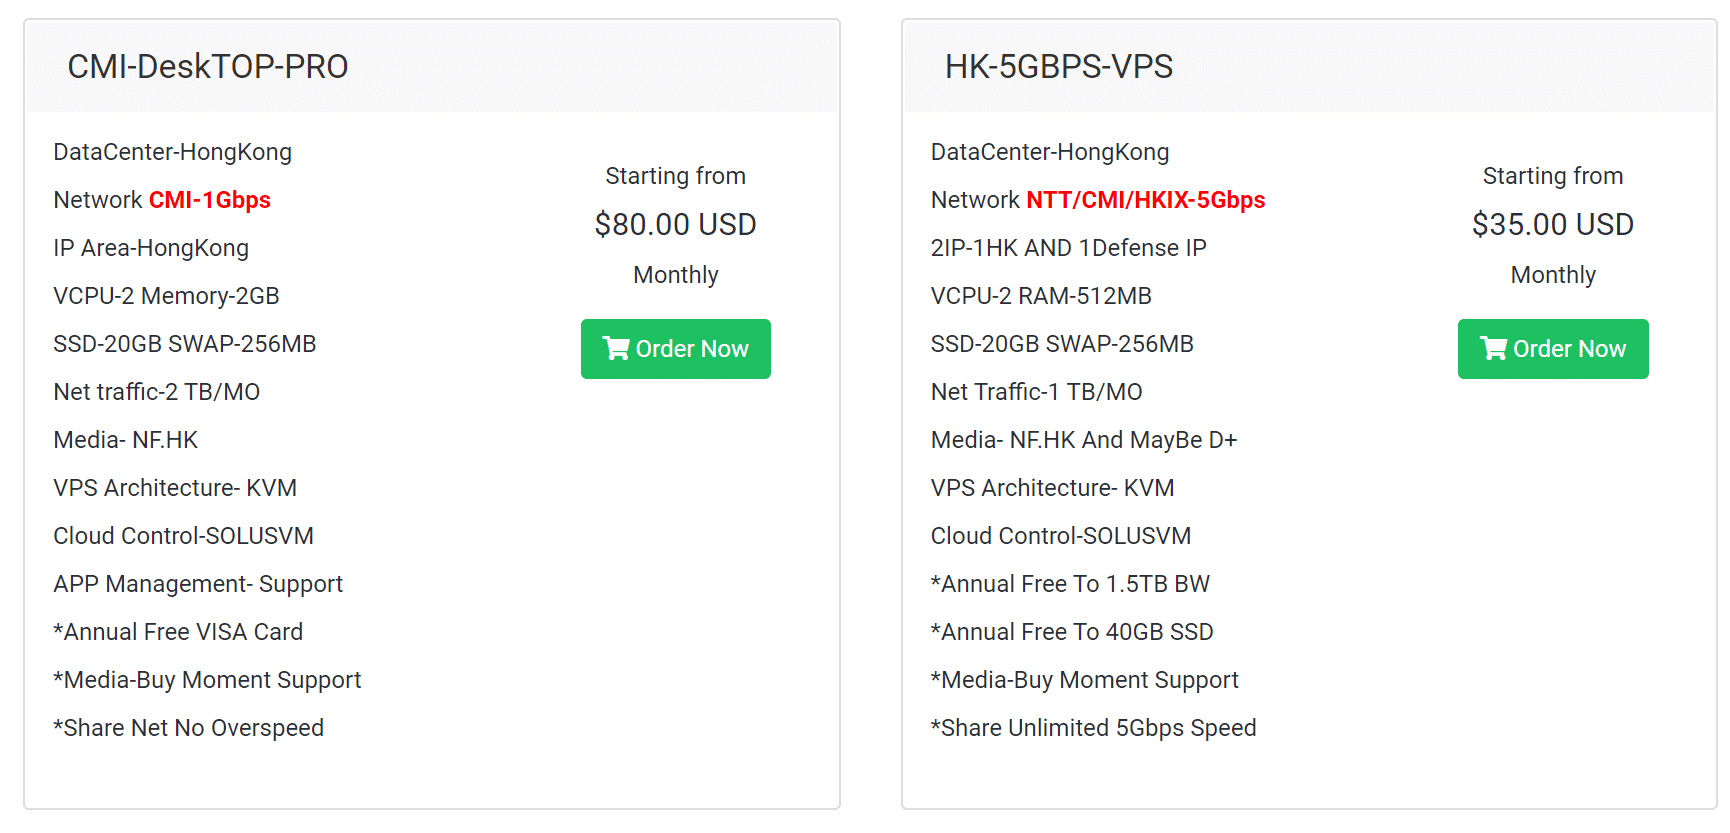 CMI-DeskTOP-PRO
DataCenter-HongKong
Network CMI-1Gbps
IP Area-HongKong
VCPU-2 Memory-2GB
SSD-20GB SWAP-256MB
Net traffic-2 TB/MO
Media- NF.HK
VPS Architecture- KVM
Cloud Control-SOLUSVM
APP Management- Support
*Annual Free VISA Card
*Media-Buy Moment Support
*Share Net No Overspeed
Starting from
$80.00 USD
Monthly
Order Now
HK-5GBPS-VPS
DataCenter-HongKong
Network NTT/CMI/HKIX-5Gbps
2IP-1HK AND 1Defense IP
VCPU-2 RAM-512MB
SSD-20GB SWAP-256MB
Net Traffic-1 TB/MO
Media- NF.HK And MayBe D+
VPS Architecture- KVM
Cloud Control-SOLUSVM
*Annual Free To 1.5TB BW
*Annual Free To 40GB SSD
*Media-Buy Moment Support
*Share Unlimited 5Gbps Speed
Starting from
$35.00 USD
Monthly
Order Now